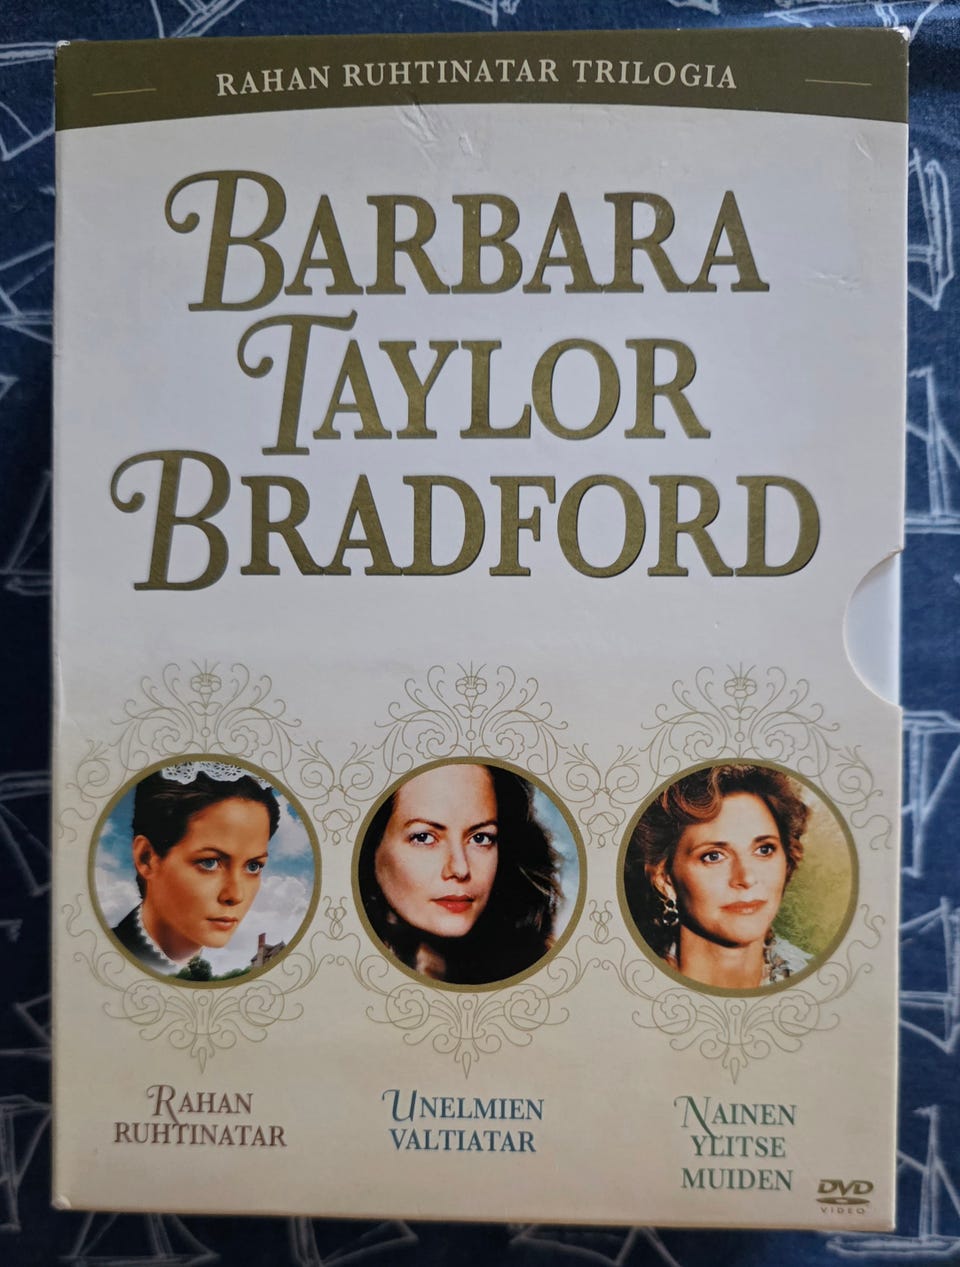 RAHAN RUHTINATAR TRILOGIA
BARBARA
TAYLOR
BRADFORD
RAHAN
RUHTINATAR
UNELMIEN
VALTIATAR
NAINEN
YLITSE
MUIDEN
DVD
VIDEO